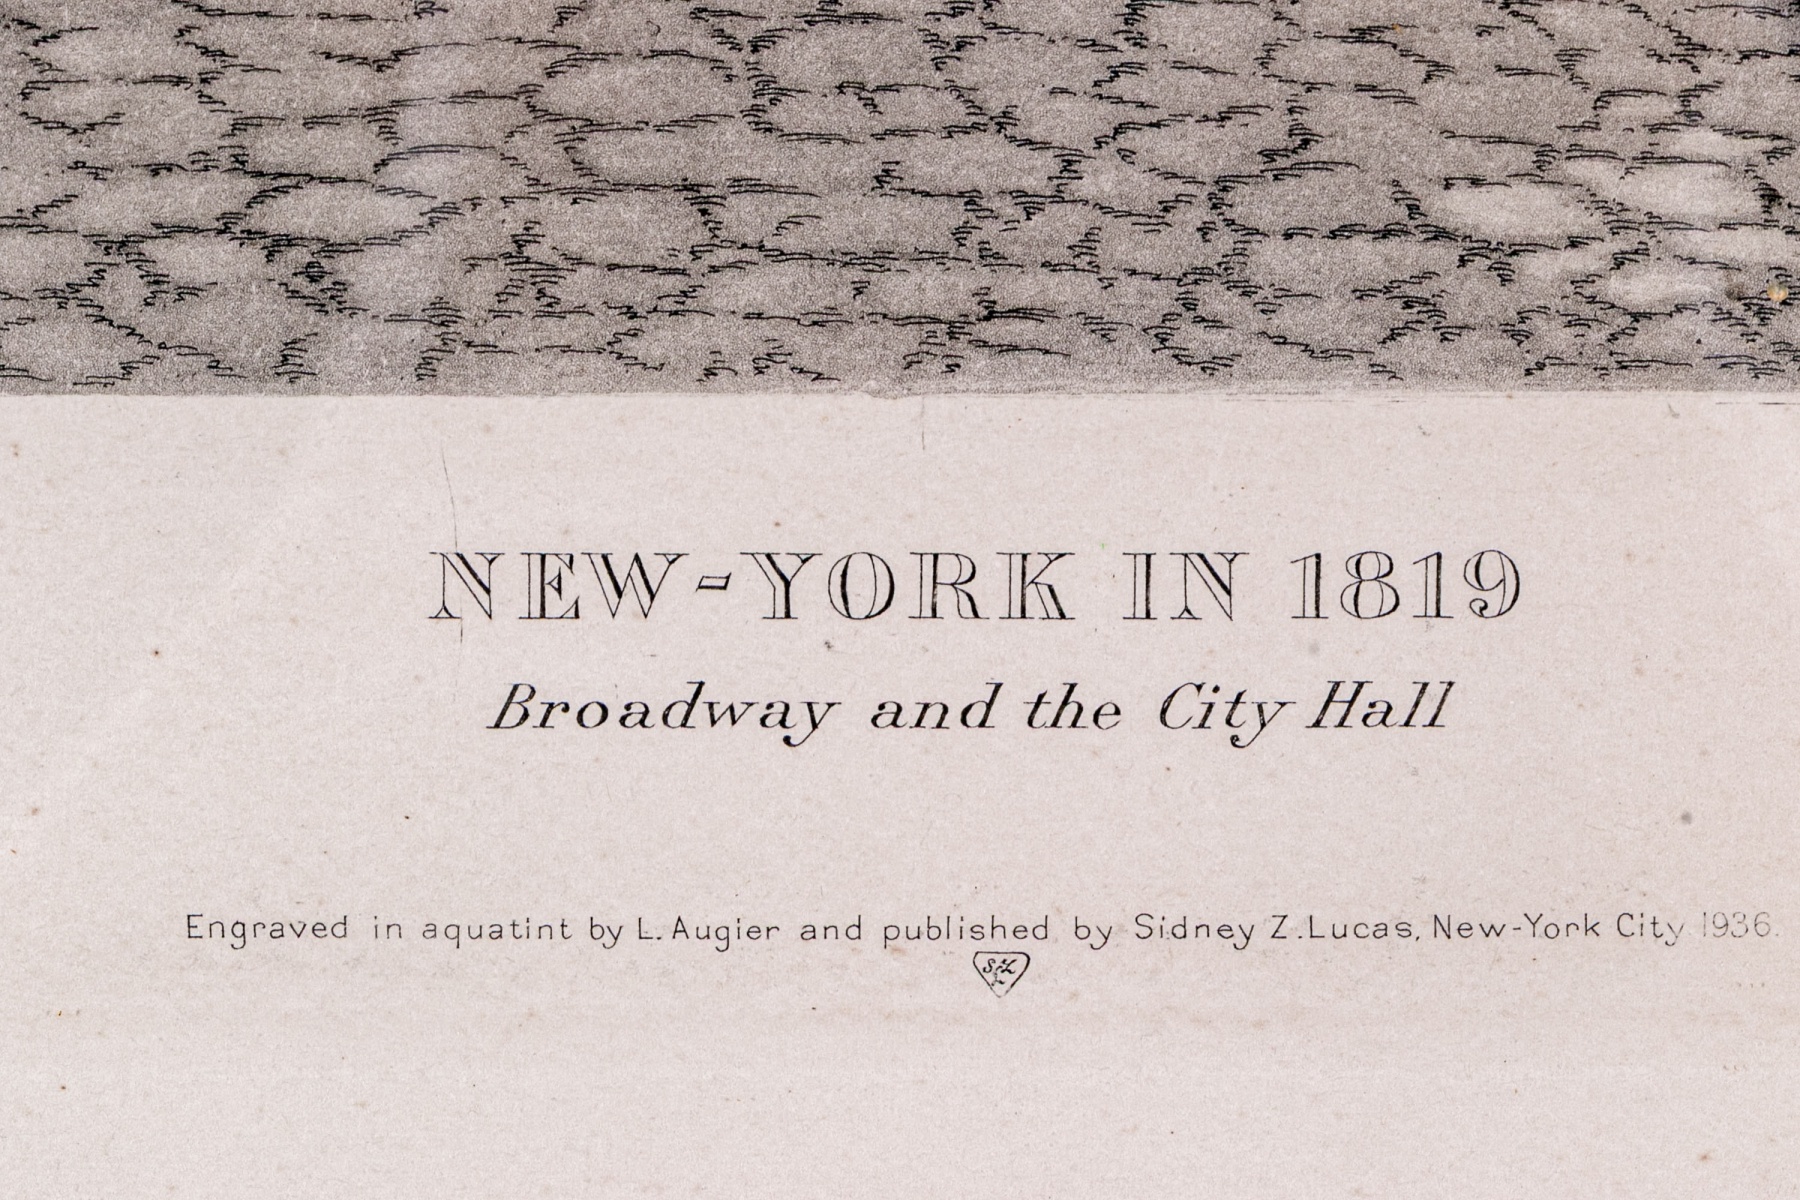 NEW-YORK IN 1819
Broadway and the City Hall
Engraved in aquatint by L. Augier and published by Sidney Z. Lucas, New-York City 1936.
SZL